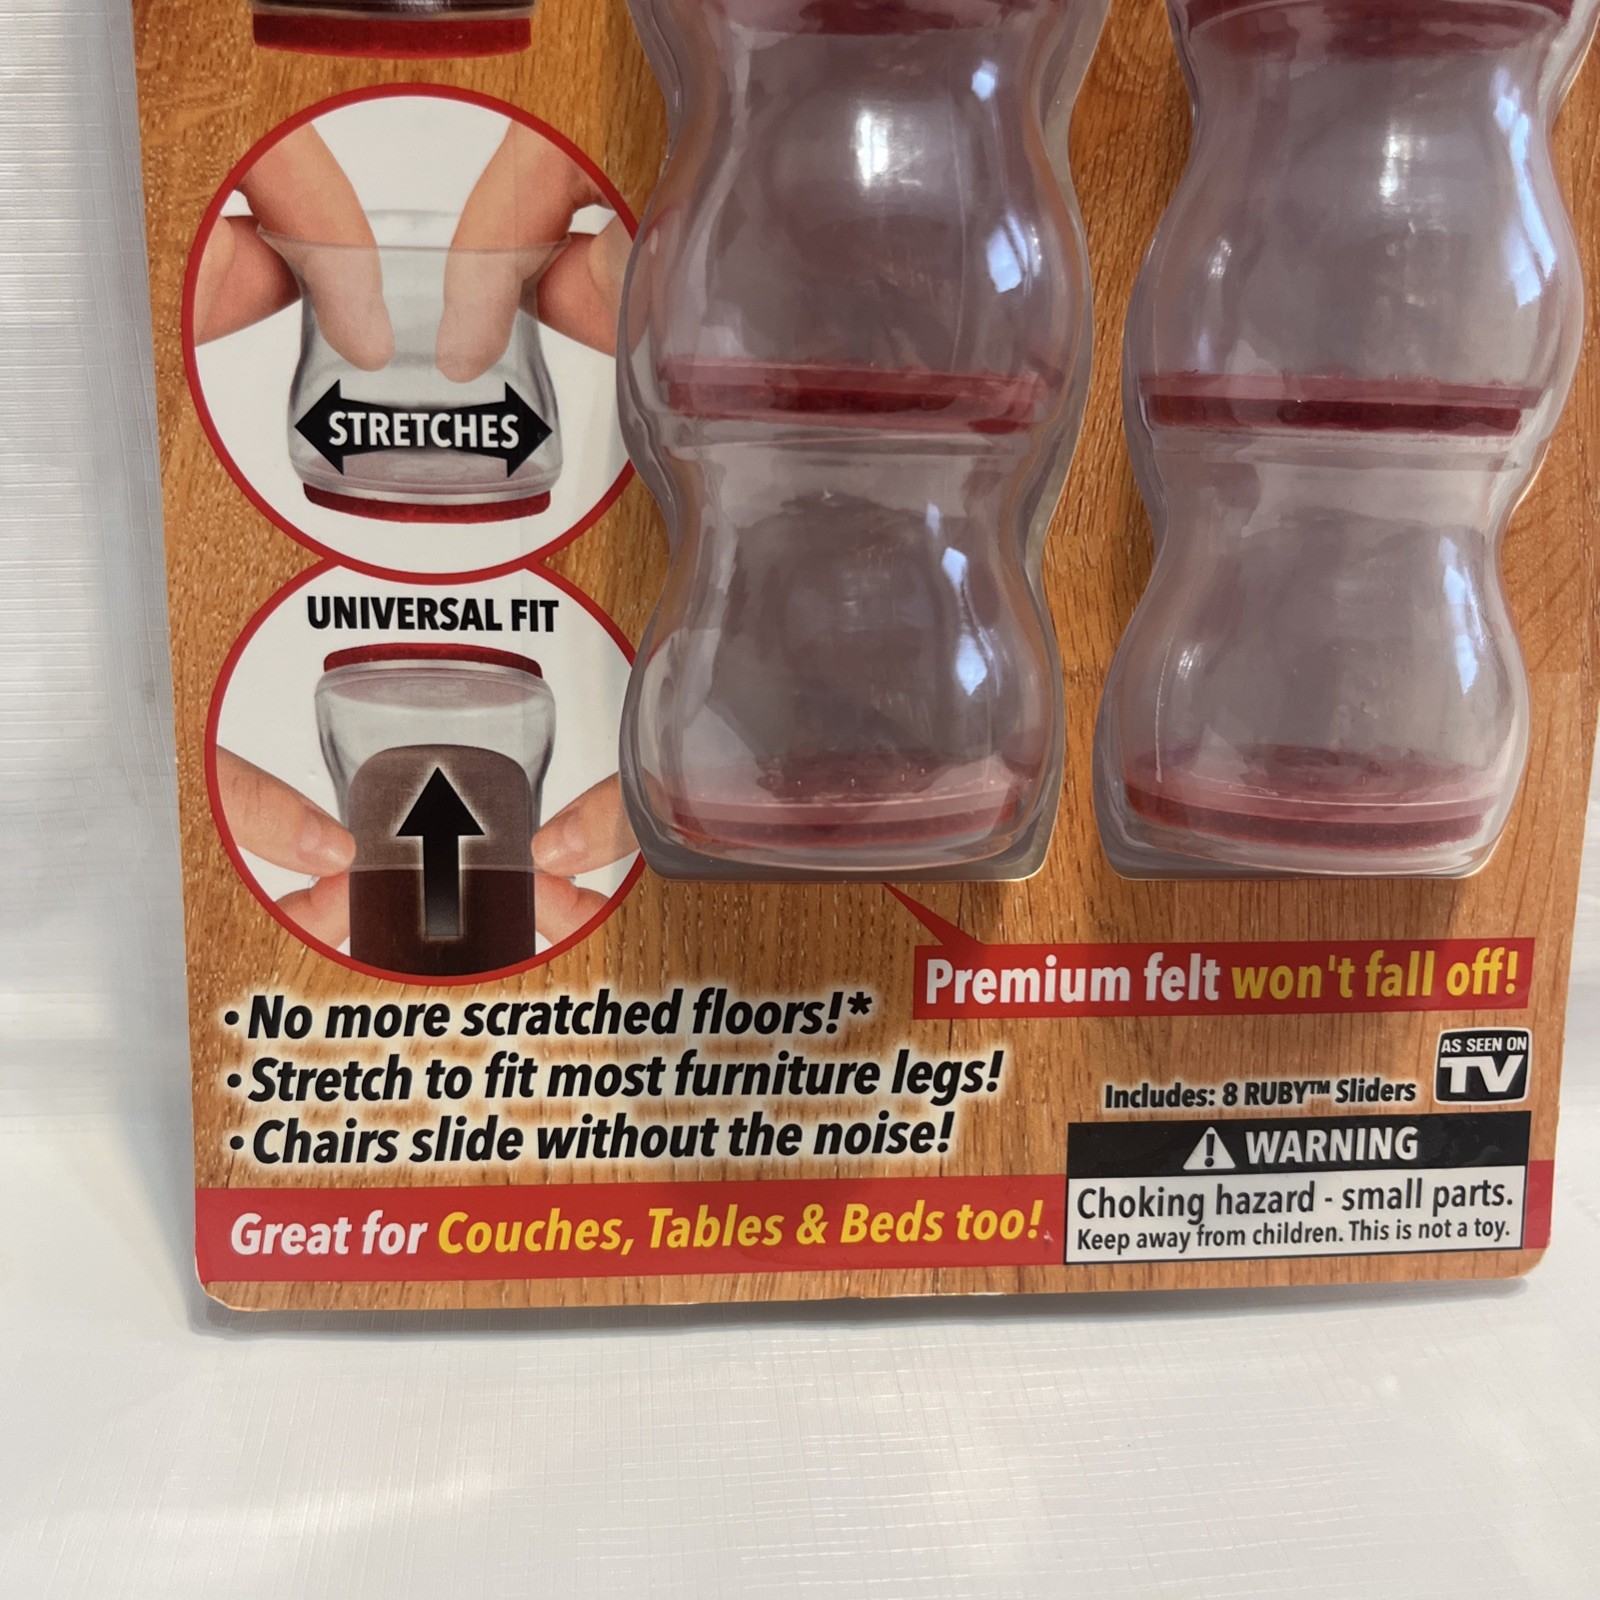 STRETCHES
UNIVERSAL FIT
Premium felt won't fall off!
• No more scratched floors!*
• Stretch to fit most furniture legs!
• Chairs slide without the noise!
AS SEEN ON
TV
Includes: 8 RUBY™ Sliders
⚠ WARNING
Choking hazard - small parts.
Keep away from children. This is not a toy.
Great for Couches, Tables & Beds too!